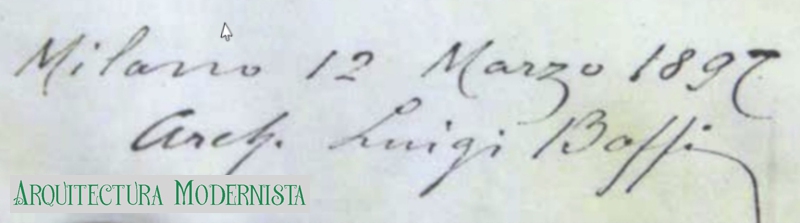 Milano 12 Marzo 1897
Arch. Luigi Boffi
ARQUITECTURA MODERNISTA